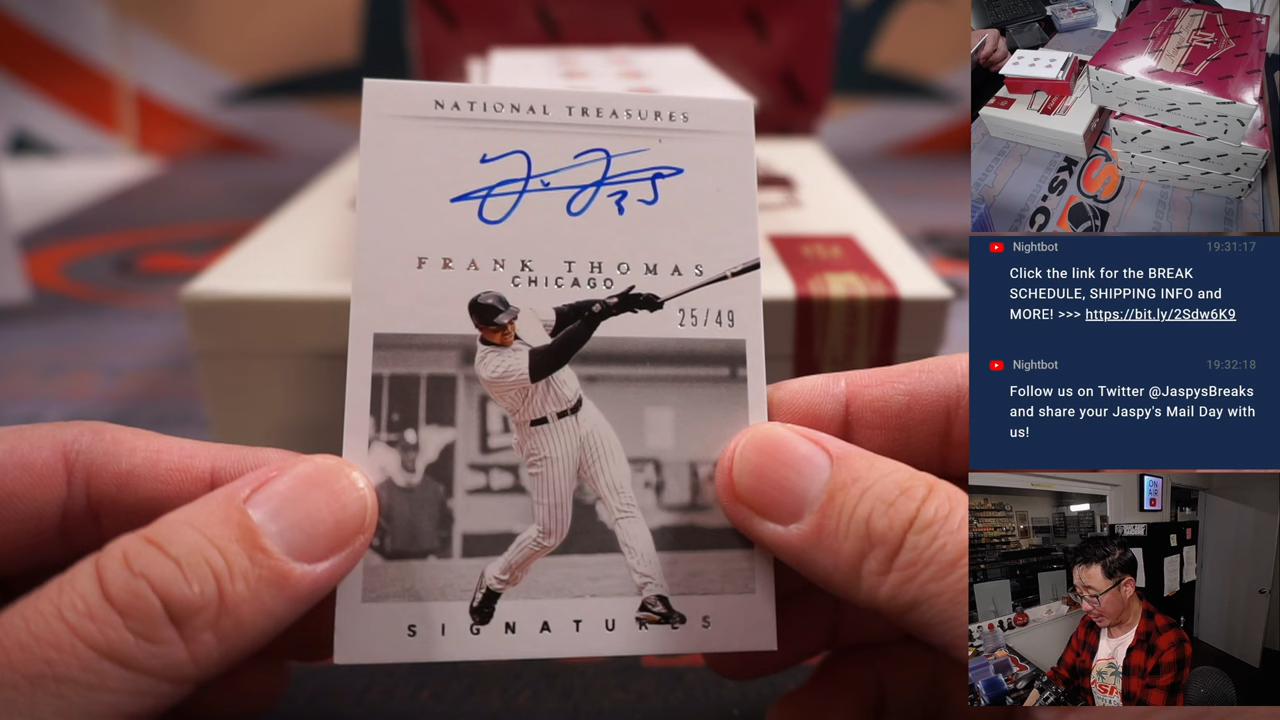 NATIONAL TREASURES
35
FRANK THOMAS
CHICAGO
25/49
SIGNATURES
Nightbot
19:31:17
Click the link for the BREAK
SCHEDULE, SHIPPING INFO and
MORE! >>> https://bit.ly/2Sdw6K9
Nightbot
19:32:18
Follow us on Twitter @JaspysBreaks
and share your Jaspy's Mail Day with
us!
ON
AIR
KS-C